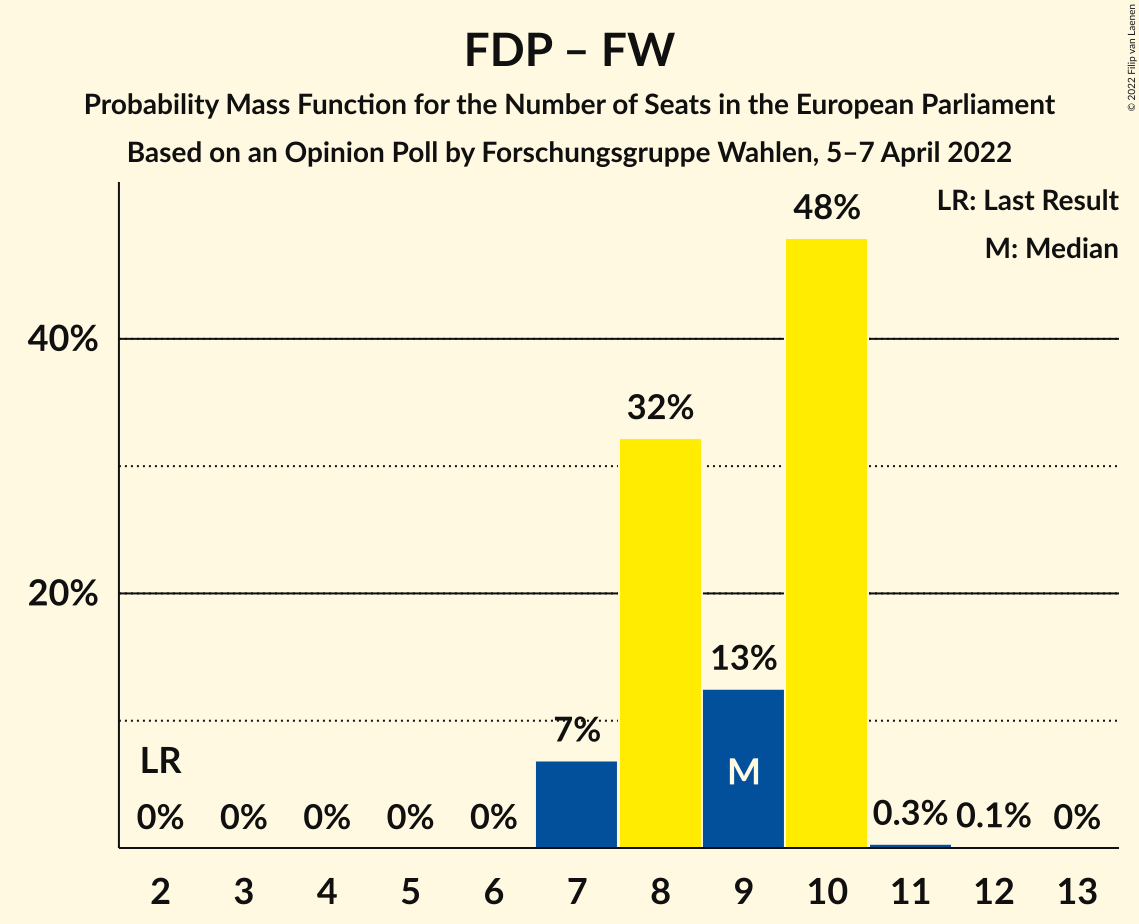 FDP – FW
Probability Mass Function for the Number of Seats in the European Parliament
Based on an Opinion Poll by Forschungsgruppe Wahlen, 5–7 April 2022
© 2022 Filip van Laenen
LR: Last Result
M: Median
48%
40%
32%
20%
13%
7%
LR
M
0% 0% 0% 0% 0% 0.3% 0.1% 0%
2 3 4 5 6 7 8 9 10 11 12 13